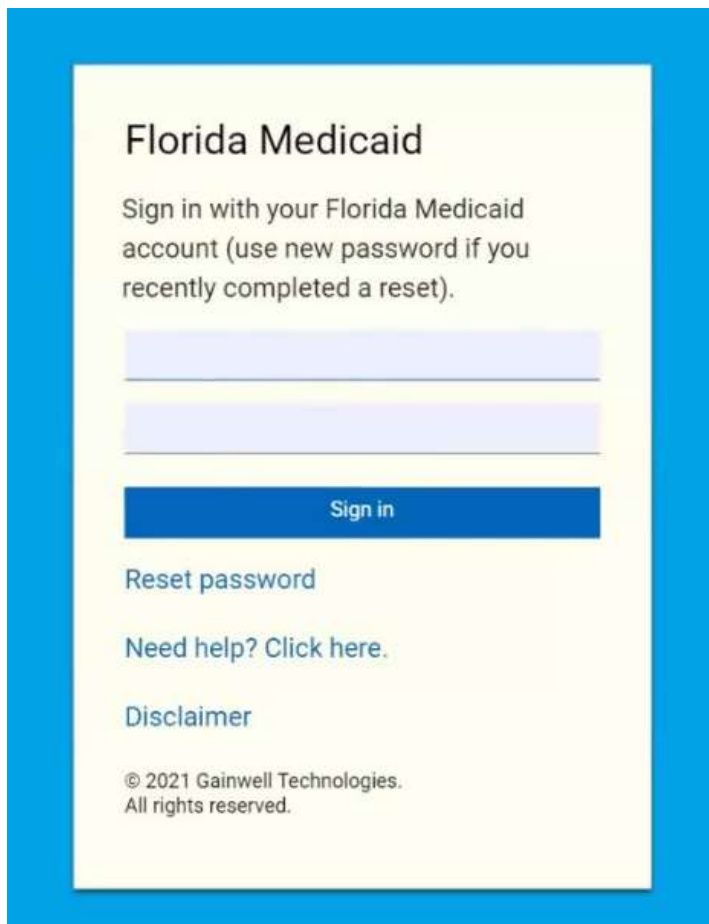 Florida Medicaid
Sign in with your Florida Medicaid
account (use new password if you
recently completed a reset).
Sign in
Reset password
Need help? Click here.
Disclaimer
© 2021 Gainwell Technologies.
All rights reserved.